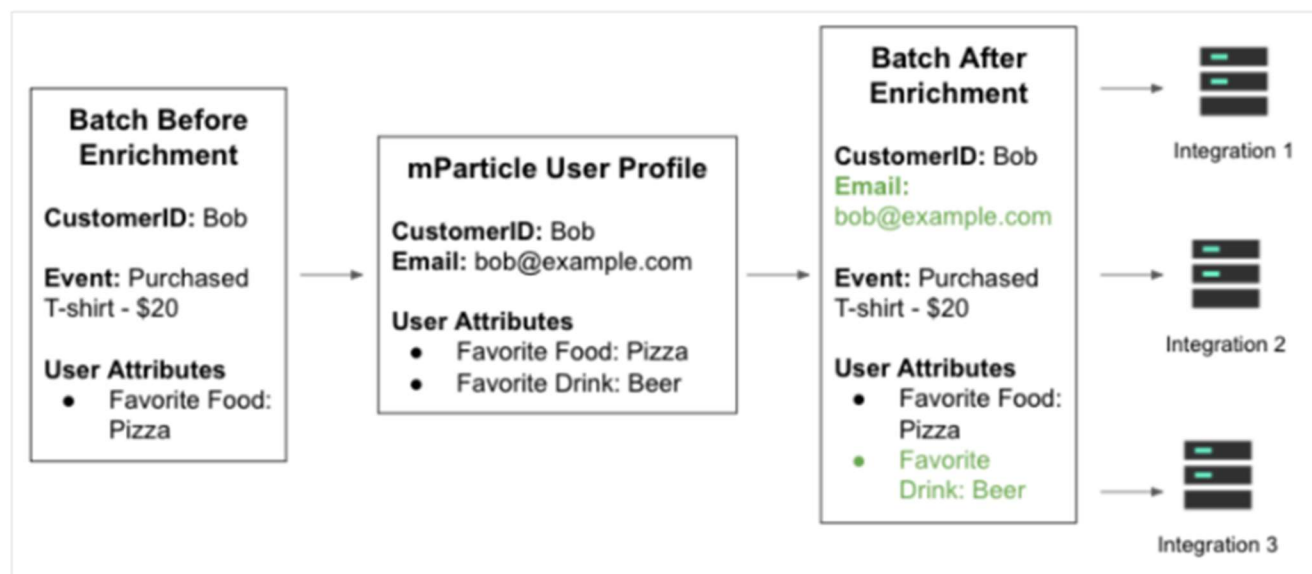 Batch Before
Enrichment
CustomerID: Bob
Event: Purchased
T-shirt - $20
User Attributes
● Favorite Food:
Pizza
mParticle User Profile
CustomerID: Bob
Email: bob@example.com
User Attributes
● Favorite Food: Pizza
● Favorite Drink: Beer
Batch After
Enrichment
CustomerID: Bob
Email:
bob@example.com
Event: Purchased
T-shirt - $20
User Attributes
● Favorite Food:
Pizza
● Favorite
Drink: Beer
Integration 1
Integration 2
Integration 3